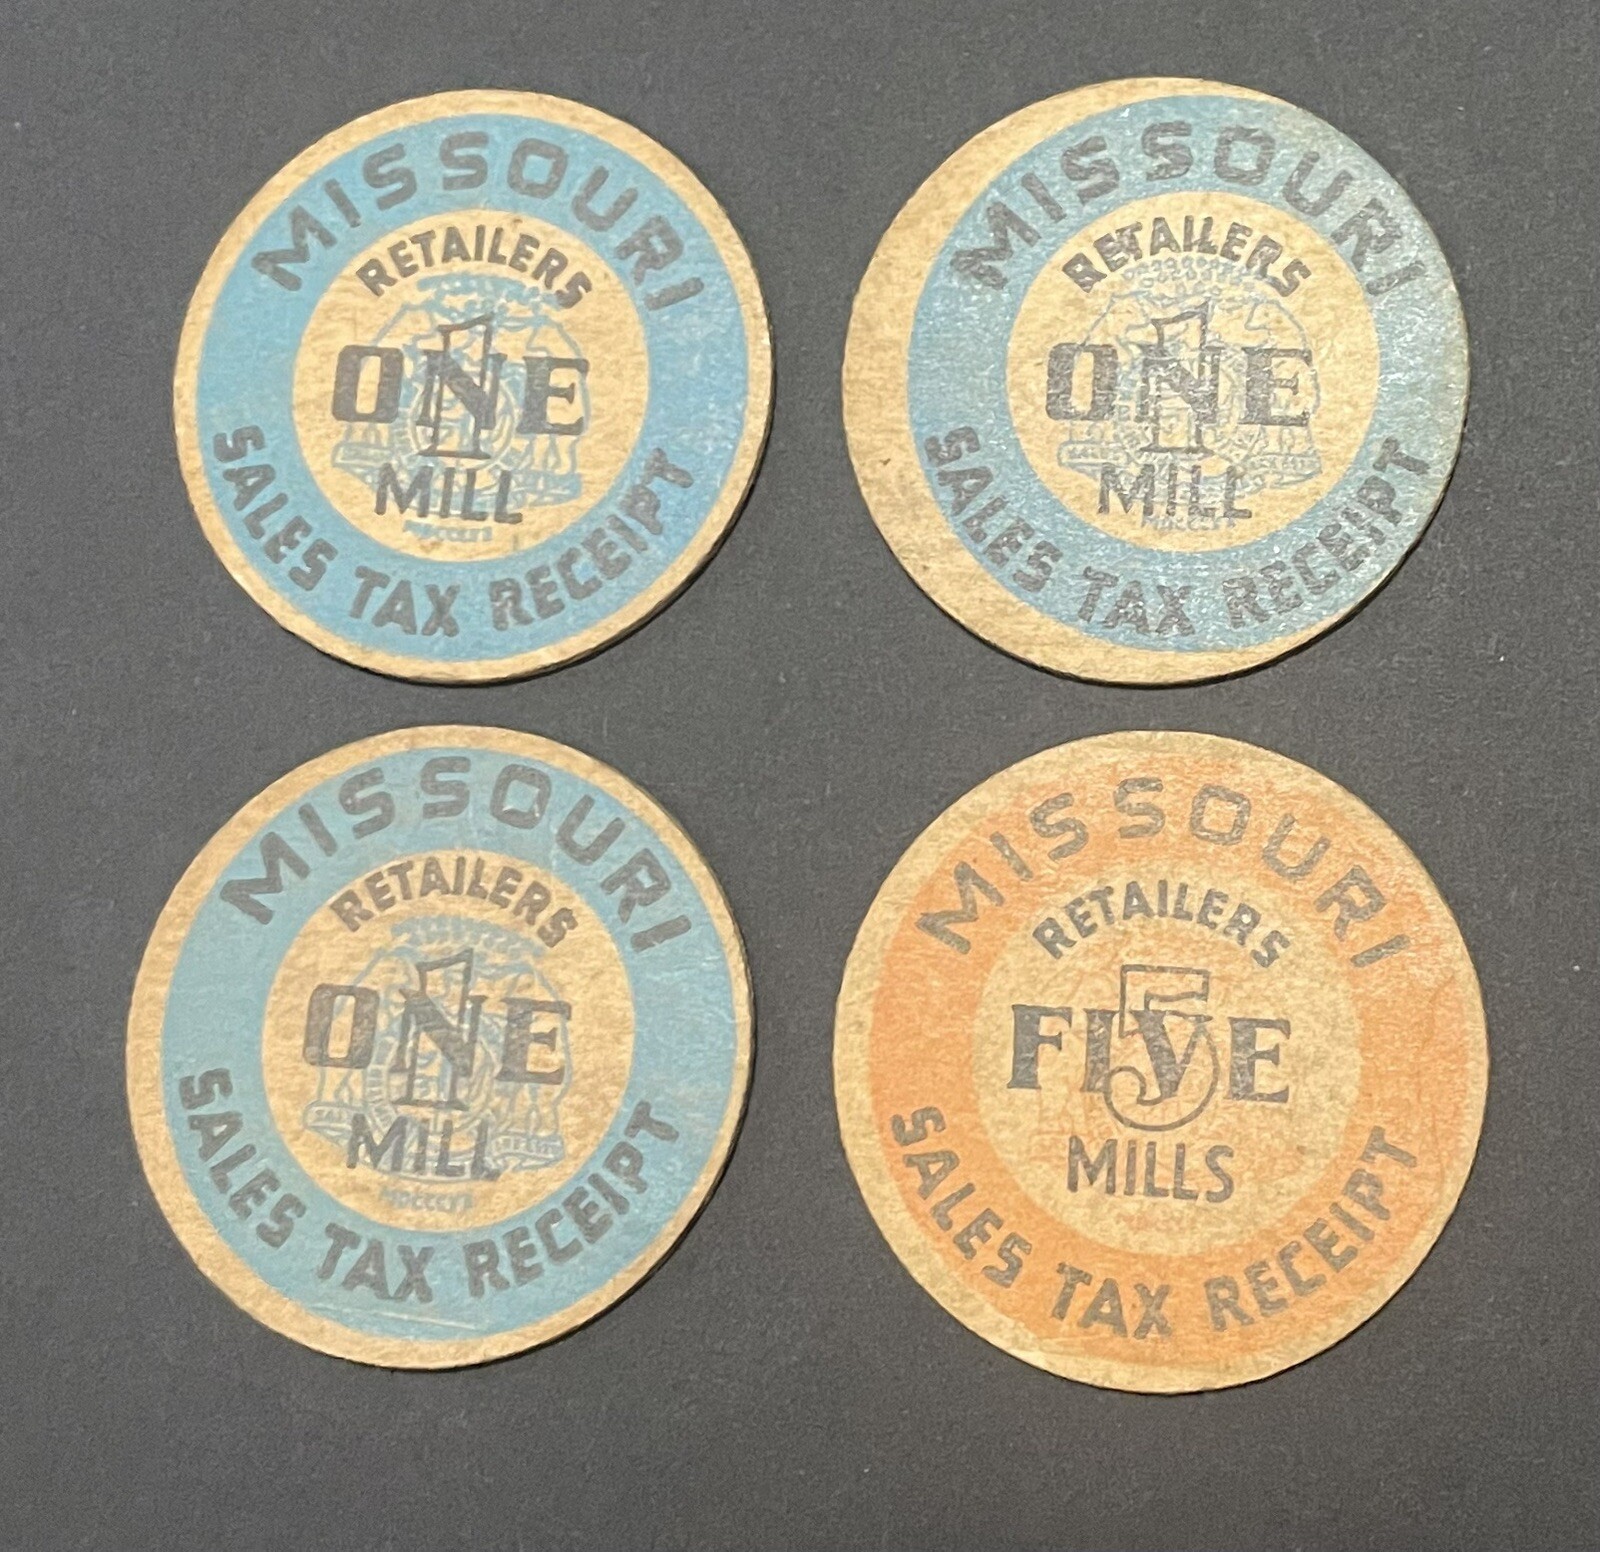 MISSOURI
RETAILERS
1
ONE
MILL
SALES TAX RECEIPT
MISSOURI
RETAILERS
1
ONE
MILL
SALES TAX RECEIPT
MISSOURI
RETAILERS
1
ONE
MILL
SALES TAX RECEIPT
MISSOURI
RETAILERS
5
FIVE
MILLS
SALES TAX RECEIPT